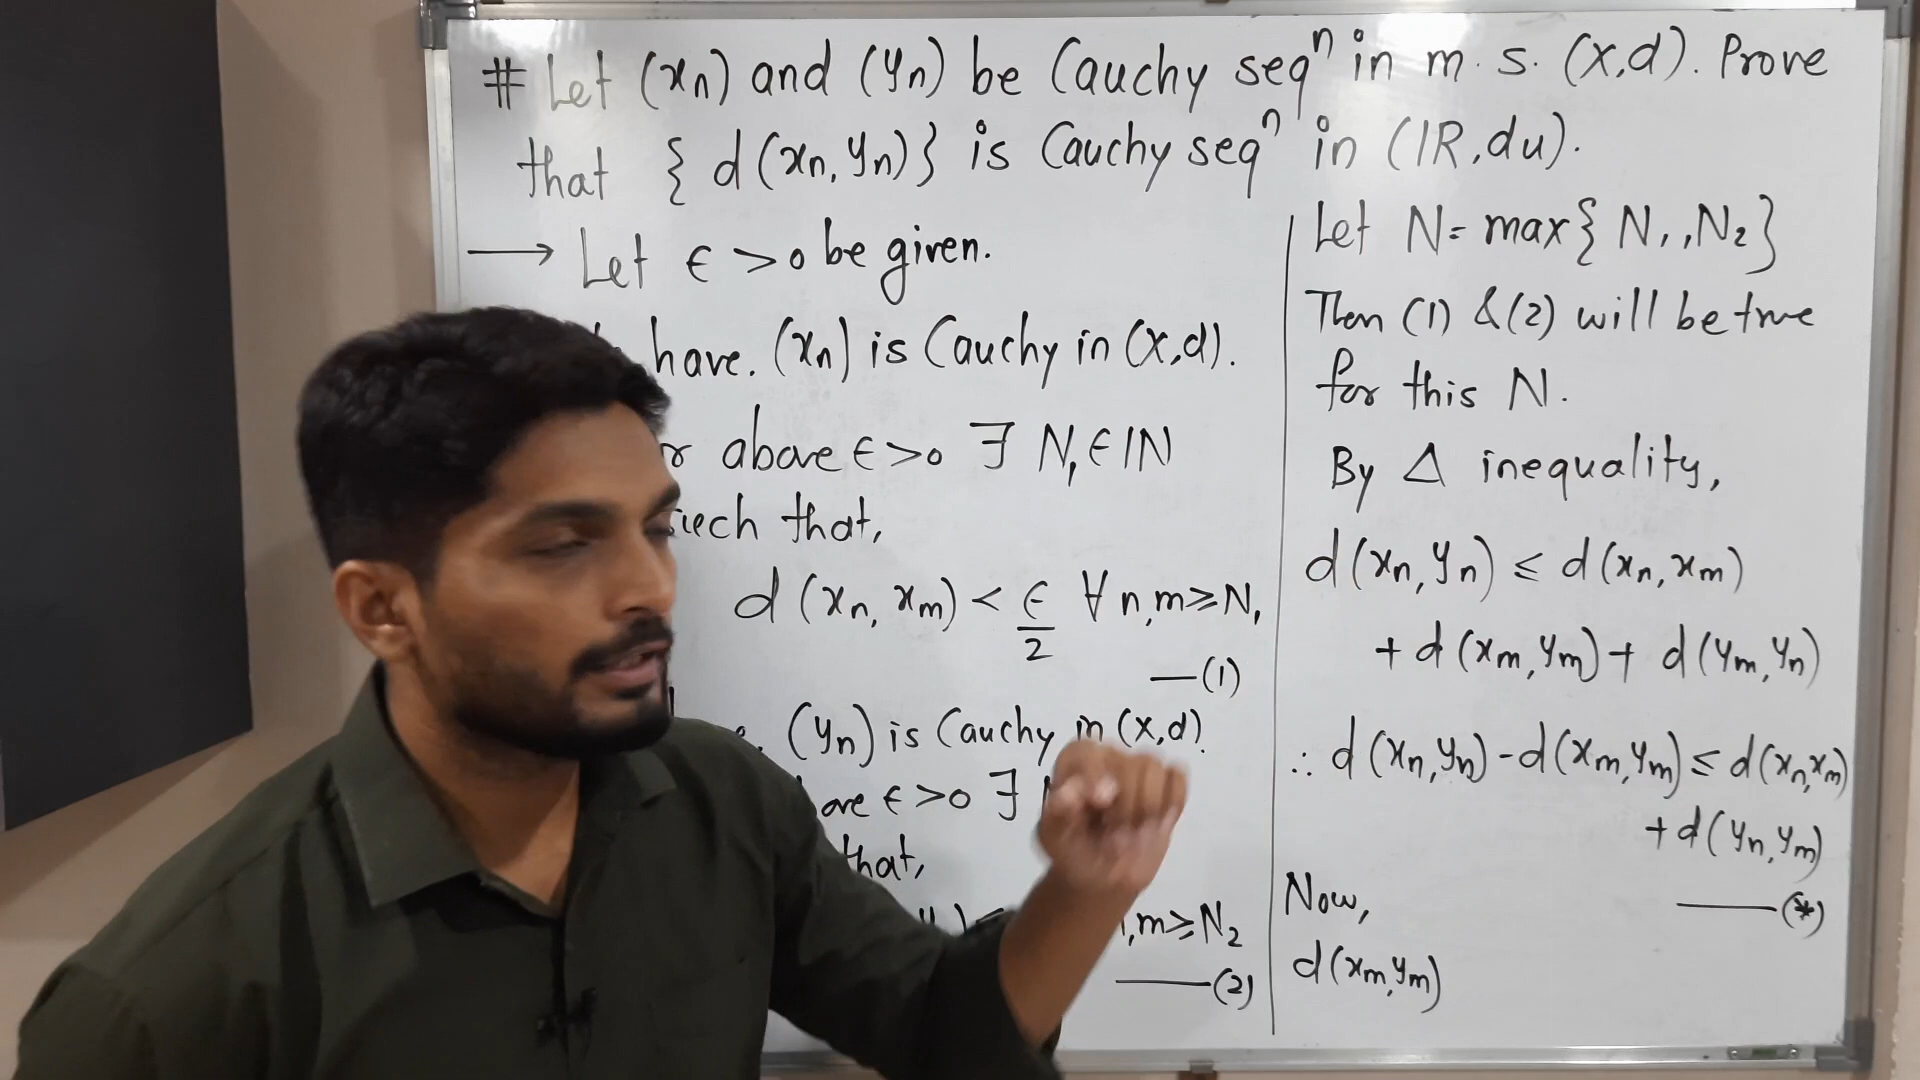 # Let (xn) and (yn) be Cauchy seqⁿ in m. s. (X,d). Prove
that { d(xn, yn)} is Cauchy seqⁿ in (IR, du).
→ Let ϵ >0 be given.
have. (xn) is Cauchy in (X,d).
above ϵ>0 ∃ N₁ ∈ IN
such that,
d (xn, xm) < ϵ/2 ∀ n,m ≥ N₁
—(1)
(yn) is Cauchy in (X,d).
ϵ>0 ∃
that,
,m ≥ N₂
—(2)
Let N = max{ N₁, N₂}
Then (1) & (2) will be true
for this N.
By Δ inequality,
d(xn, yn) ≤ d(xn, xm)
+ d(xm, ym) + d(ym, yn)
∴ d(xn, yn) - d(xm, ym) ≤ d(xn, xm)
+ d(yn, ym)
—(*)
Now,
d(xm, ym)